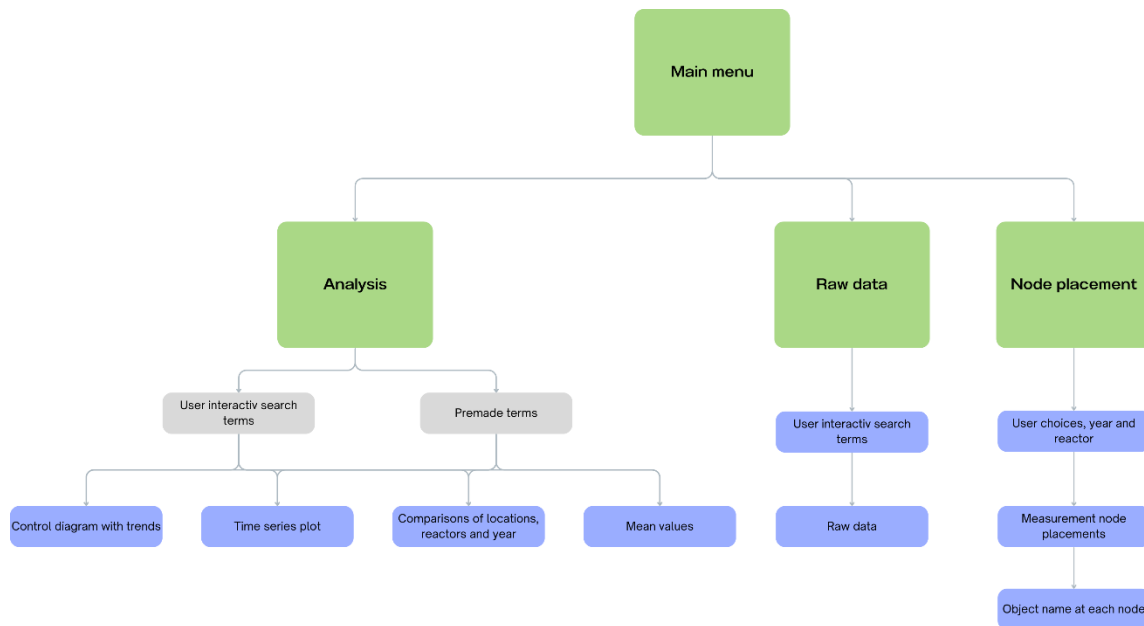 Main menu
Analysis
Raw data
Node placement
User interactiv search
terms
Premade terms
User interactiv search
terms
User choices, year and
reactor
Control diagram with trends
Time series plot
Comparisons of locations,
reactors and year
Mean values
Raw data
Measurement node
placements
Object name at each node